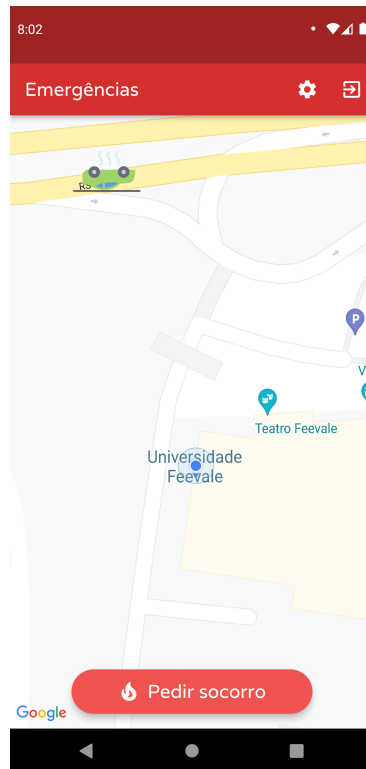 8:02
Emergências
RS
P
V
Teatro Feevale
Universidade
Feevale
Pedir socorro
Google